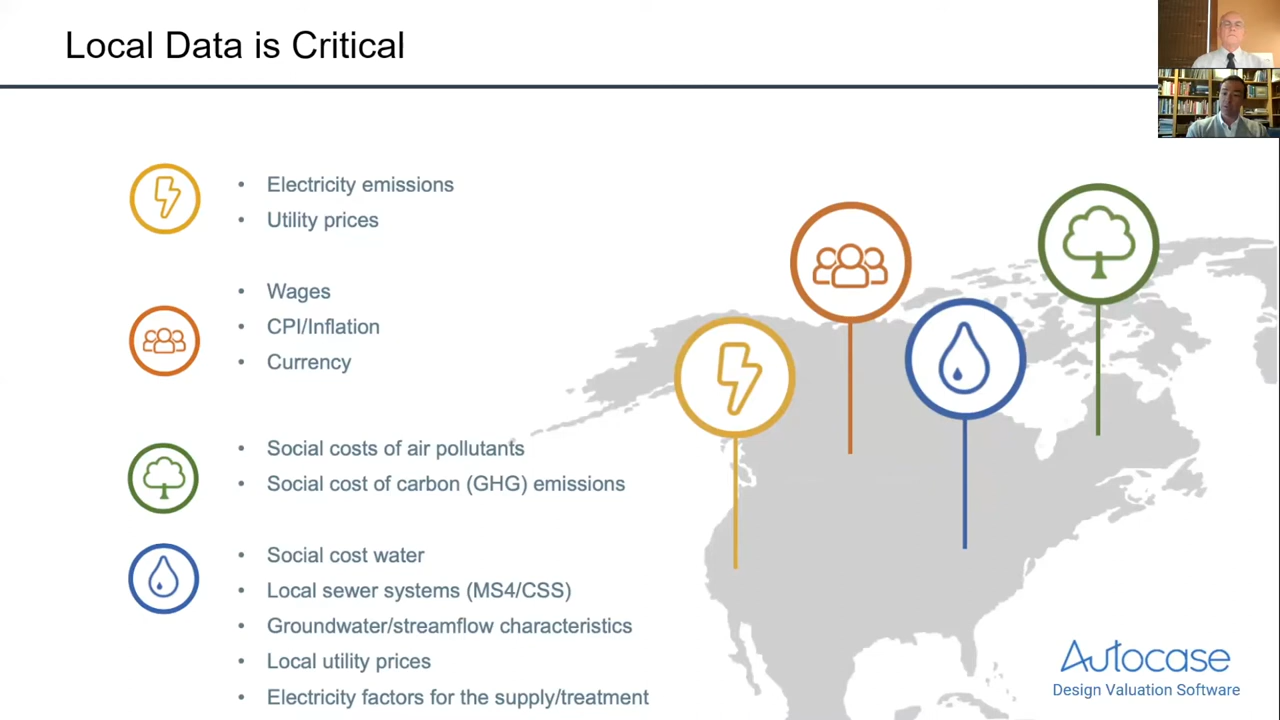 Local Data is Critical
• Electricity emissions
• Utility prices
• Wages
• CPI/Inflation
• Currency
• Social costs of air pollutants
• Social cost of carbon (GHG) emissions
• Social cost water
• Local sewer systems (MS4/CSS)
• Groundwater/streamflow characteristics
• Local utility prices
• Electricity factors for the supply/treatment
Autocase
Design Valuation Software